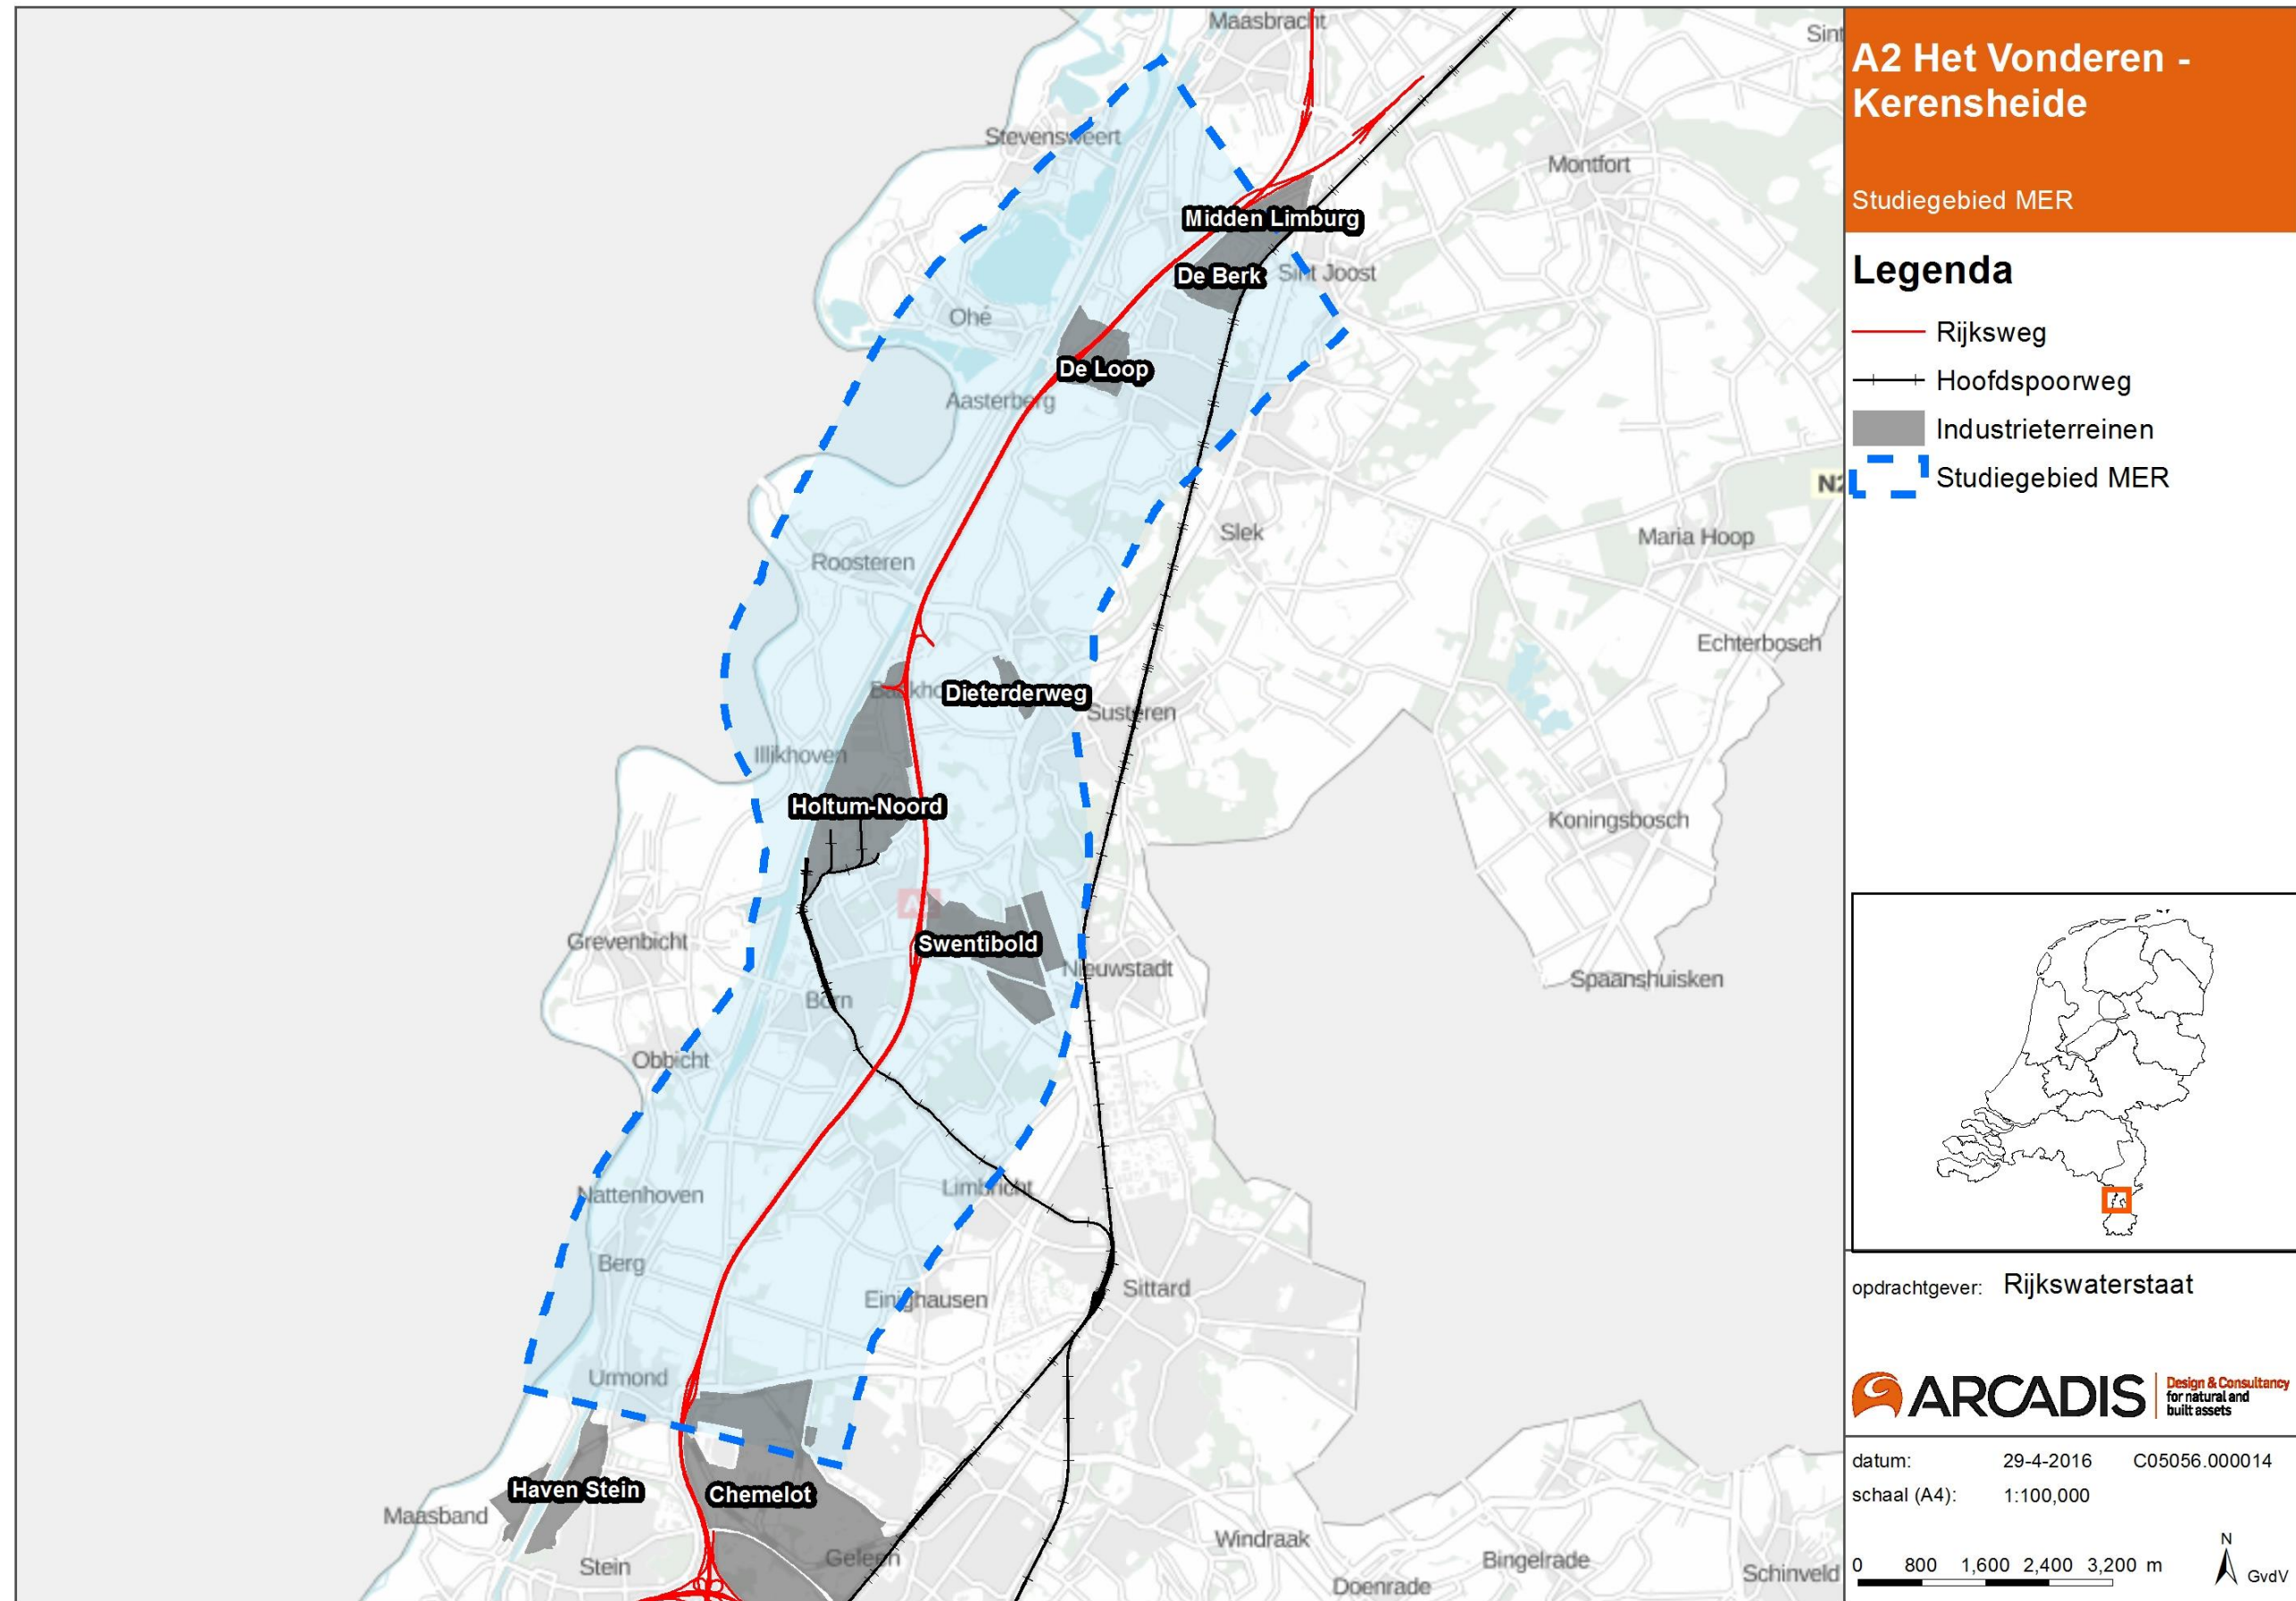 Maasbracht
Stevensweert
Montfort
Midden Limburg
De Berk
Sint Joost
Ohé
De Loop
Aasterberg
Slek
Maria Hoop
Roosteren
Echterbosch
Dieterderweg
Susteren
Illikhoven
Holtum-Noord
Koningsbosch
Grevenbicht
Swentibold
Nieuwstadt
Spaanshuisken
Born
Obbicht
Limbricht
Nattenhoven
Berg
Sittard
Einighausen
Urmond
Haven Stein
Chemelot
Maasband
Geleen
Stein
Windraak
Bingelrade
Doenrade
Schinveld
A2 Het Vonderen -
Kerensheide
Studiegebied MER
Legenda
Rijksweg
Hoofdspoorweg
Industrieterreinen
Studiegebied MER
opdrachtgever: Rijkswaterstaat
ARCADIS
Design & Consultancy
for natural and
built assets
datum: 29-4-2016 C05056.000014
schaal (A4): 1:100,000
0 800 1,600 2,400 3,200 m
N
GvdV